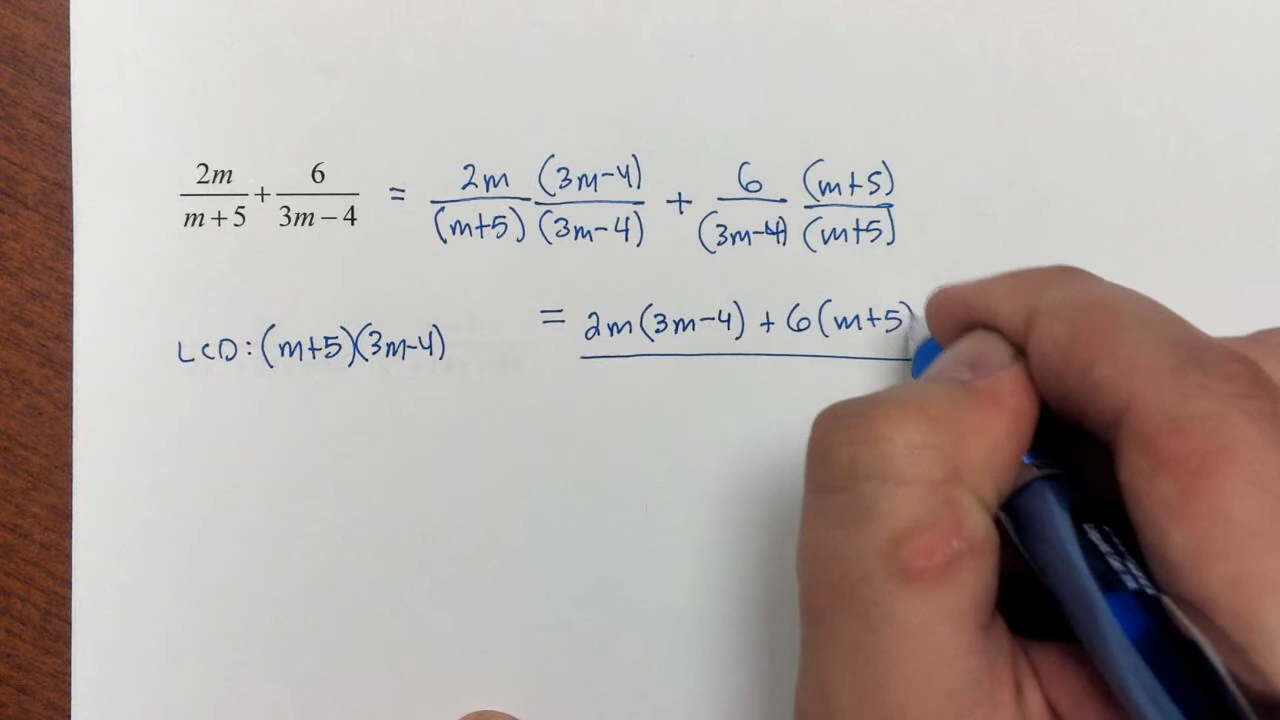 2m/(m+5) + 6/(3m−4) = 2m/(m+5) (3m−4)/(3m−4) + 6/(3m−4) (m+5)/(m+5)
LCD: (m+5)(3m−4)
= 2m(3m−4) + 6(m+5)